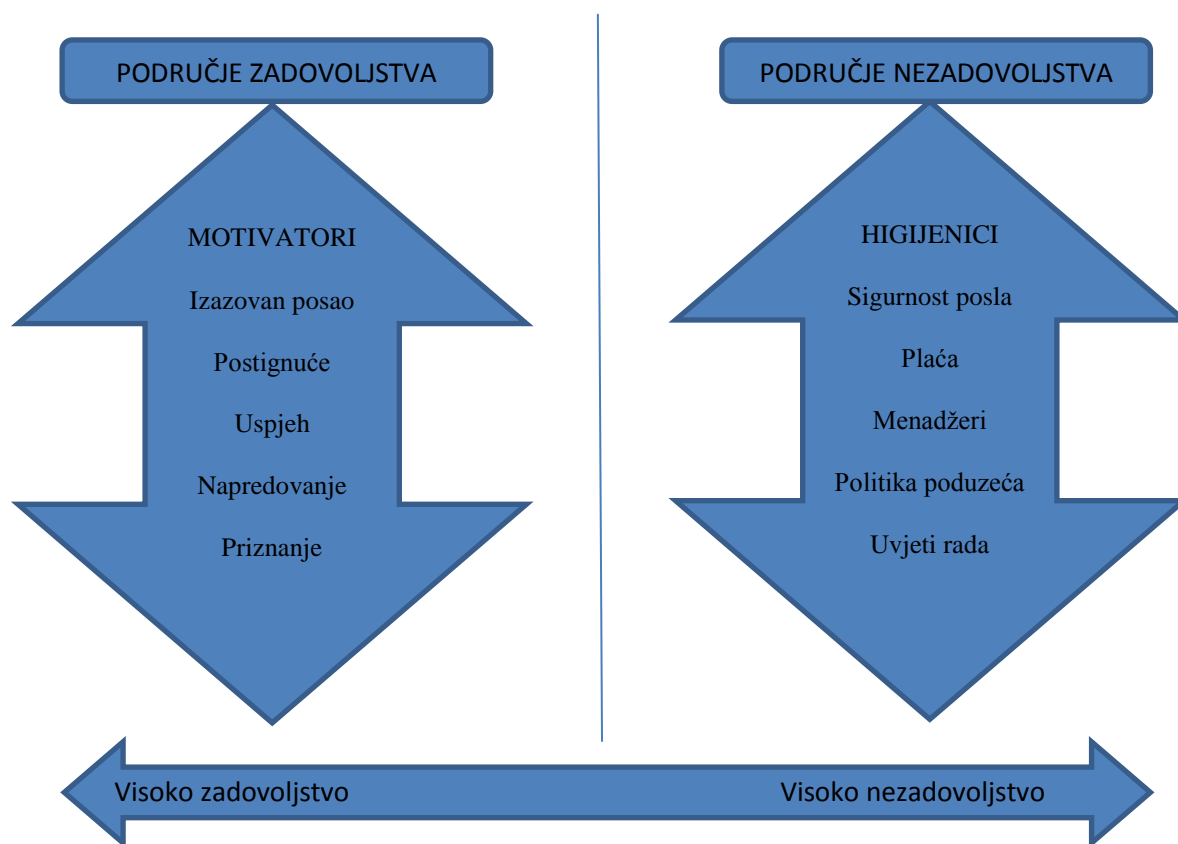 PODRUČJE ZADOVOLJSTVA
MOTIVATORI
Izazovan posao
Postignuće
Uspjeh
Napredovanje
Priznanje
PODRUČJE NEZADOVOLJSTVA
HIGIJENICI
Sigurnost posla
Plaća
Menadžeri
Politika poduzeća
Uvjeti rada
Visoko zadovoljstvo
Visoko nezadovoljstvo